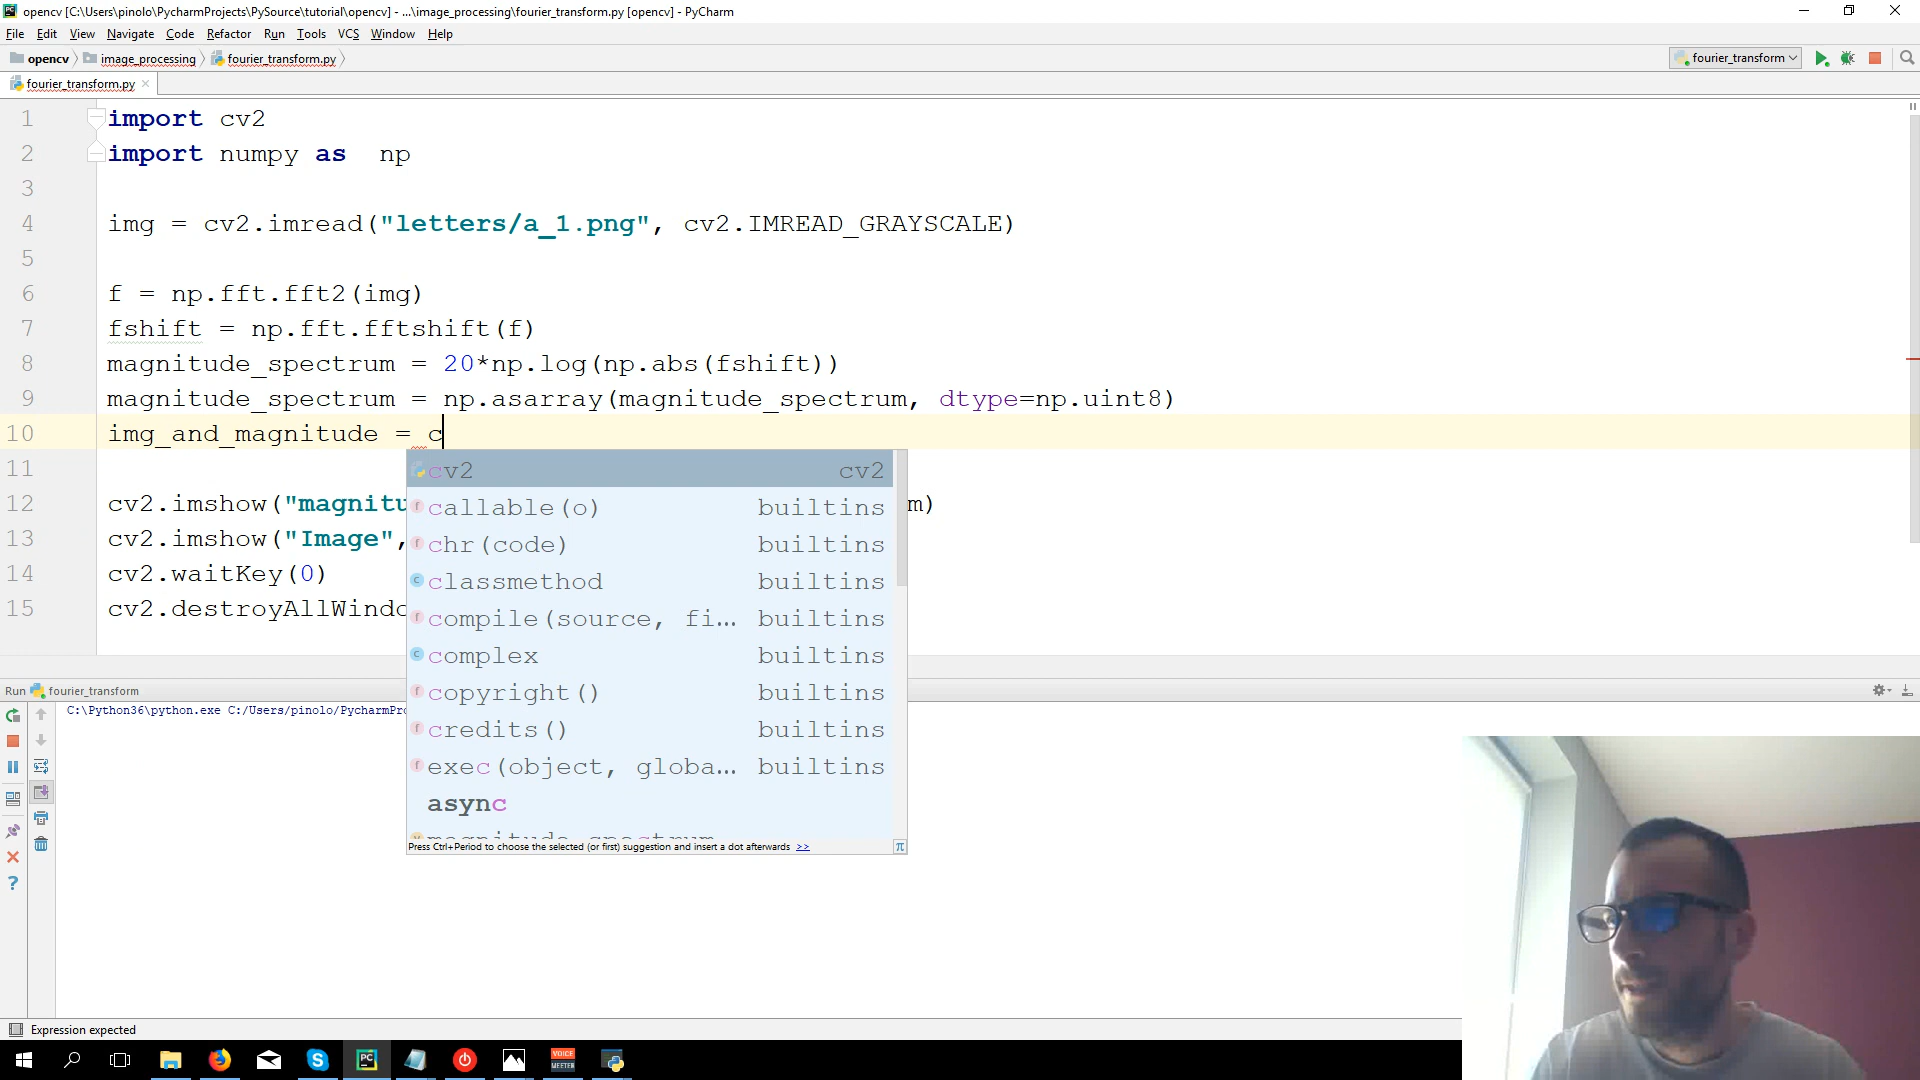 opencv [C:\Users\pinolo\PycharmProjects\PySource\tutorial\opencv] - ...\image_processing\fourier_transform.py [opencv] - PyCharm
File Edit View Navigate Code Refactor Run Tools VCS Window Help
opencv image_processing fourier_transform.py fourier_transform
fourier_transform.py
1 import cv2
2 import numpy as np
3
4 img = cv2.imread("letters/a_1.png", cv2.IMREAD_GRAYSCALE)
5
6 f = np.fft.fft2(img)
7 fshift = np.fft.fftshift(f)
8 magnitude_spectrum = 20*np.log(np.abs(fshift))
9 magnitude_spectrum = np.asarray(magnitude_spectrum, dtype=np.uint8)
10 img_and_magnitude = c
11
12 cv2.imshow("magnitu m)
13 cv2.imshow("Image",
14 cv2.waitKey(0)
15 cv2.destroyAllWindo
cv2 cv2
callable(o) builtins
chr(code) builtins
classmethod builtins
compile(source, fi... builtins
complex builtins
copyright() builtins
credits() builtins
exec(object, globa... builtins
async
magnitude_spectrum
Press Ctrl+Period to choose the selected (or first) suggestion and insert a dot afterwards >> π
Run fourier_transform
C:\Python36\python.exe C:/Users/pinolo/PycharmPro
Expression expected
VOICE
MEETER